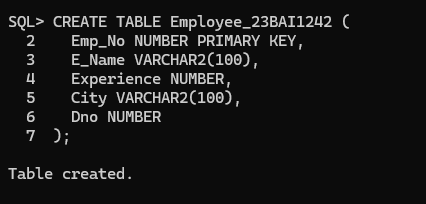 SQL> CREATE TABLE Employee_23BAI1242 (
  2    Emp_No NUMBER PRIMARY KEY,
  3    E_Name VARCHAR2(100),
  4    Experience NUMBER,
  5    City VARCHAR2(100),
  6    Dno NUMBER
  7  );
Table created.